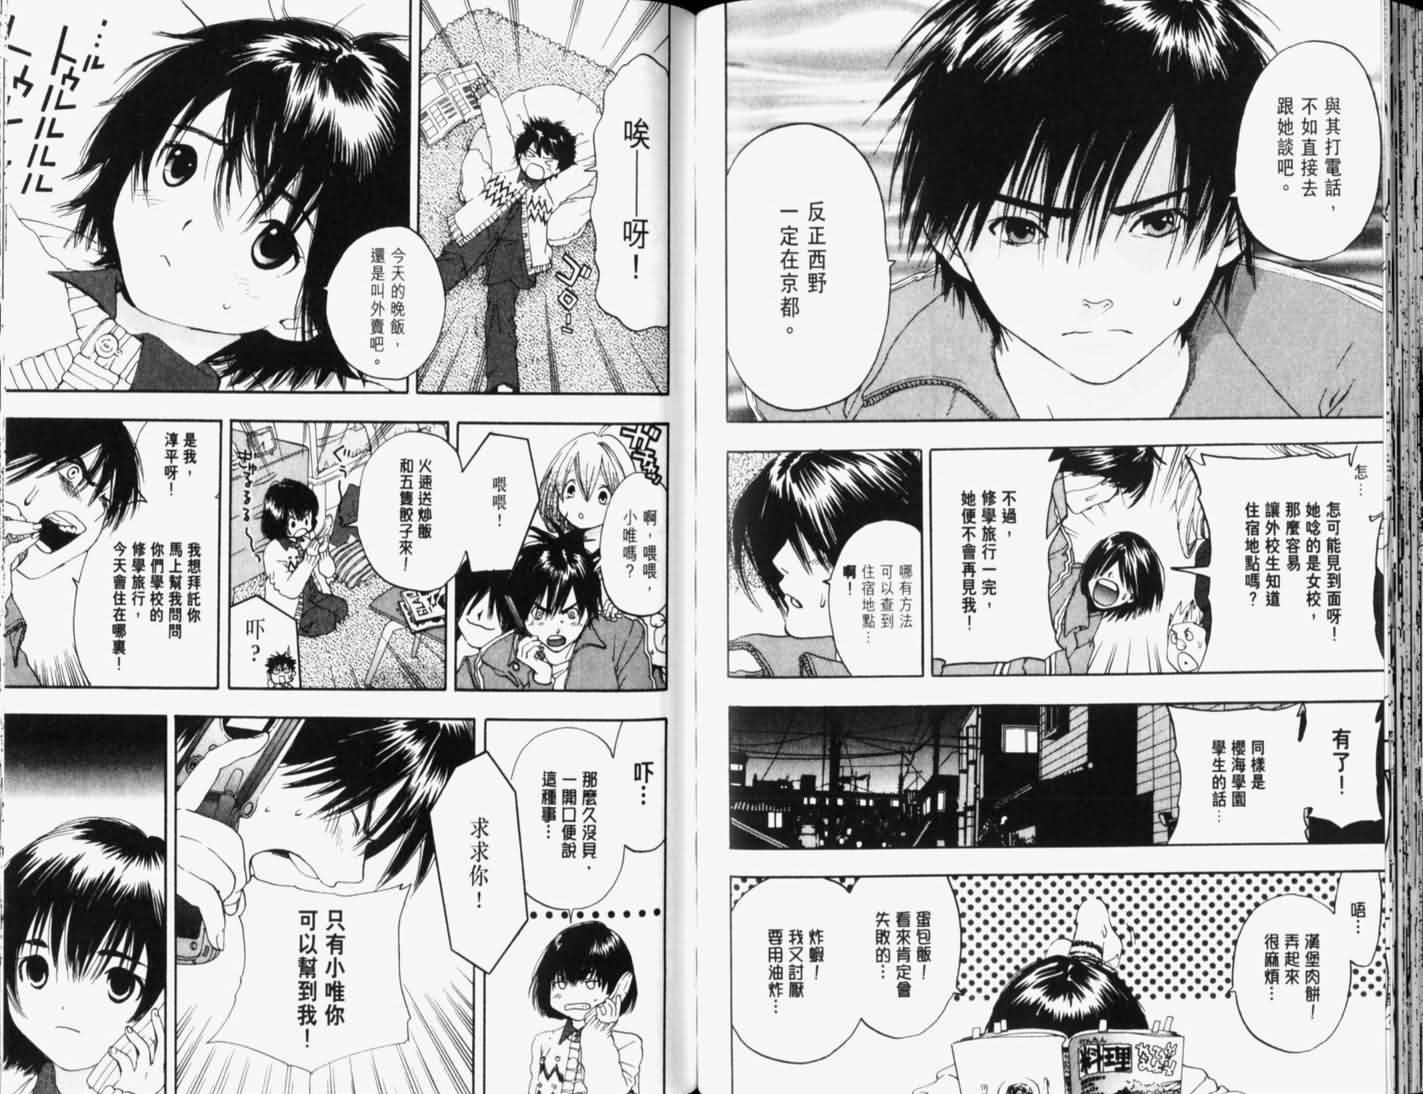 與其打電話，
不如直接去
跟她談吧。
反正西野
一定在京都。
怎…
怎可能見到面呀！
她唸的是女校，
那麼容易
讓外校生知道
住宿地點嗎？
不過，
修學旅行一完，
她便不會再見我！
哪有方法
可以查到
住宿地點…
啊！
有了！
同樣是
櫻海學園
學生的話…
唔…
漢堡肉餅！
弄起來
很麻煩…
蛋包飯！
看來肯定會
失敗的…
炸蝦！
我又討厭
要用油炸…
料理
唉─呀！
ゴロ…
今天的晚飯，
還是叫外賣吧。
…トゥルルルル
啊，喂喂，
小唯嗎？
喂喂！
火速送炒飯
和五隻餃子來！
吓？
是我，
淳平呀！
我想拜託你
馬上幫我問問
你們學校的
修學旅行，
今天會住在哪裏！
吓…
那麼久沒見，
一開口便說
這種事…
求求你！
只有小唯你
可以幫到我！